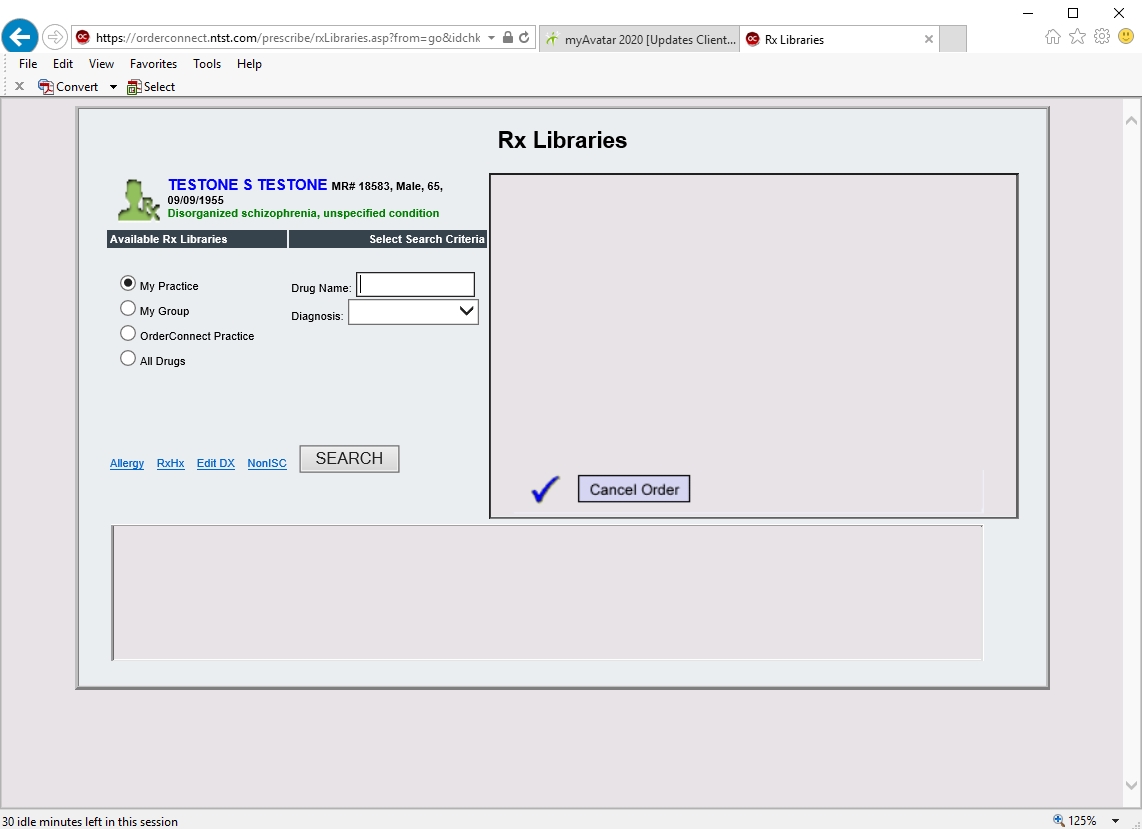 https://orderconnect.ntst.com/prescribe/rxLibraries.asp?from=go&idchk
myAvatar 2020 [Updates Client...
Rx Libraries
File Edit View Favorites Tools Help
Convert Select
Rx Libraries
TESTONE S TESTONE MR# 18583, Male, 65,
09/09/1955
Disorganized schizophrenia, unspecified condition
Available Rx Libraries Select Search Criteria
My Practice Drug Name:
My Group Diagnosis:
OrderConnect Practice
All Drugs
Allergy RxHx Edit DX NonISC SEARCH
Cancel Order
30 idle minutes left in this session 125%